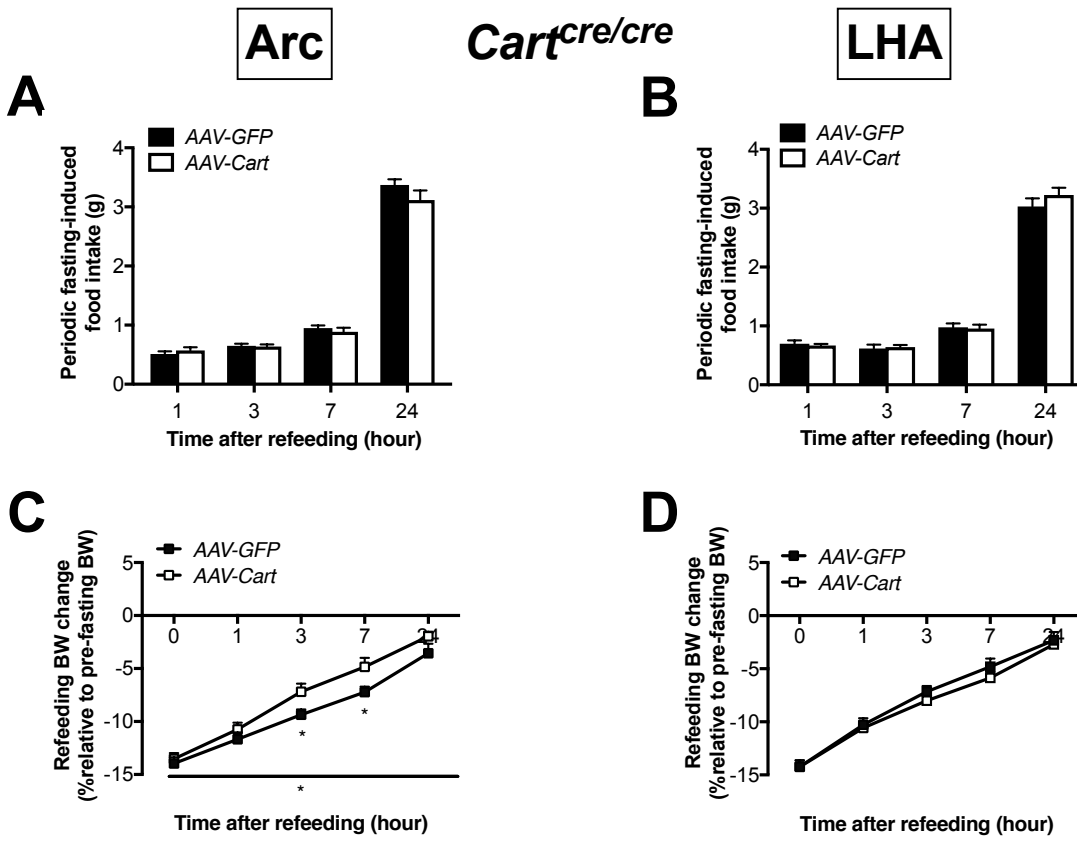 Arc
Cart^cre/cre
LHA
A
AAV-GFP
AAV-Cart
Periodic fasting-induced
food intake (g)
4
3
2
1
0
1 3 7 24
Time after refeeding (hour)
B
AAV-GFP
AAV-Cart
Periodic fasting-induced
food intake (g)
4
3
2
1
0
1 3 7 24
Time after refeeding (hour)
C
AAV-GFP
AAV-Cart
Refeeding BW change
(%relative to pre-fasting BW)
5
0
-5
-10
-15
0 1 3 7 24
*
*
*
Time after refeeding (hour)
D
AAV-GFP
AAV-Cart
Refeeding BW change
(%relative to pre-fasting BW)
5
0
-5
-10
-15
0 1 3 7 24
Time after refeeding (hour)